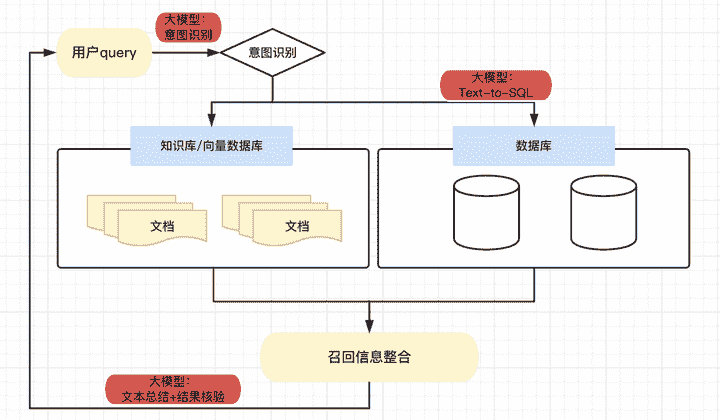 大模型：
意图识别
用户query
意图识别
大模型：
Text-to-SQL
知识库/向量数据库
数据库
文档
文档
召回信息整合
大模型：
文本总结+结果核验